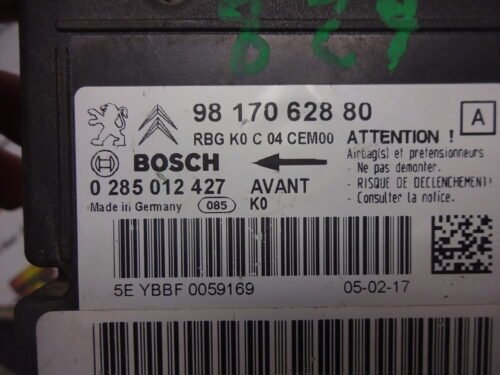 98 170 628 80
A
RBG K0 C 04 CEM00
ATTENTION !
BOSCH
Airbag(s) et pretensionneurs
- Ne pas demonter.
0 285 012 427 AVANT
- RISQUE DE DECLENCHEMENT!
Made in Germany 085 K0
- Consulter la notice.
5E YBBF 0059169
05-02-17